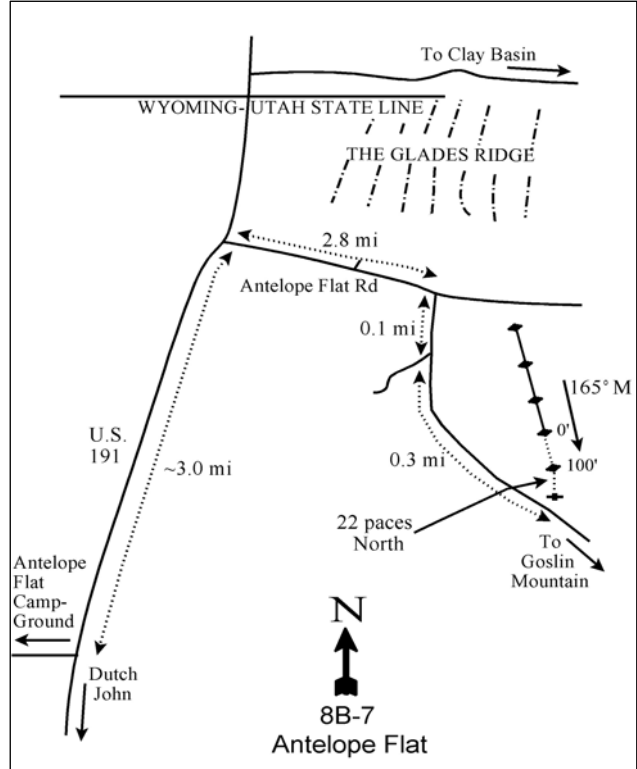 To Clay Basin
WYOMING-UTAH STATE LINE
THE GLADES RIDGE
2.8 mi
Antelope Flat Rd
0.1 mi
165° M
U.S.
191
~3.0 mi
0'
0.3 mi
100'
22 paces
North
To
Goslin
Mountain
Antelope
Flat
Camp-
Ground
Dutch
John
N
8B-7
Antelope Flat